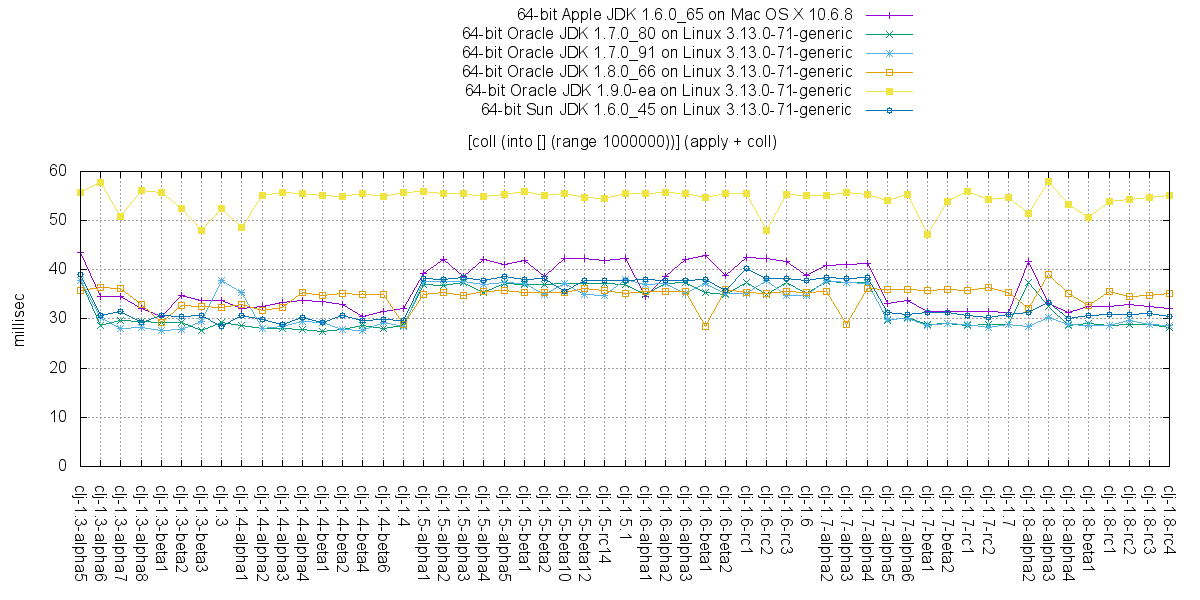 64-bit Apple JDK 1.6.0_65 on Mac OS X 10.6.8
64-bit Oracle JDK 1.7.0_80 on Linux 3.13.0-71-generic
64-bit Oracle JDK 1.7.0_91 on Linux 3.13.0-71-generic
64-bit Oracle JDK 1.8.0_66 on Linux 3.13.0-71-generic
64-bit Oracle JDK 1.9.0-ea on Linux 3.13.0-71-generic
64-bit Sun JDK 1.6.0_45 on Linux 3.13.0-71-generic
[coll (into [] (range 1000000))] (apply + coll)
millisec
60
50
40
30
20
10
0
clj-1.3-alpha5
clj-1.3-alpha6
clj-1.3-alpha7
clj-1.3-alpha8
clj-1.3-beta1
clj-1.3-beta2
clj-1.3-beta3
clj-1.3
clj-1.4-alpha1
clj-1.4-alpha2
clj-1.4-alpha3
clj-1.4-alpha4
clj-1.4-beta1
clj-1.4-beta2
clj-1.4-beta4
clj-1.4-beta6
clj-1.4
clj-1.5-alpha1
clj-1.5-alpha2
clj-1.5-alpha3
clj-1.5-alpha4
clj-1.5-alpha5
clj-1.5-beta1
clj-1.5-beta2
clj-1.5-beta10
clj-1.5-beta12
clj-1.5-rc14
clj-1.5.1
clj-1.6-alpha1
clj-1.6-alpha2
clj-1.6-alpha3
clj-1.6-beta1
clj-1.6-beta2
clj-1.6-rc1
clj-1.6-rc2
clj-1.6-rc3
clj-1.6
clj-1.7-alpha2
clj-1.7-alpha3
clj-1.7-alpha4
clj-1.7-alpha5
clj-1.7-alpha6
clj-1.7-beta1
clj-1.7-beta2
clj-1.7-rc1
clj-1.7-rc2
clj-1.7
clj-1.8-alpha2
clj-1.8-alpha3
clj-1.8-alpha4
clj-1.8-beta1
clj-1.8-rc1
clj-1.8-rc2
clj-1.8-rc3
clj-1.8-rc4